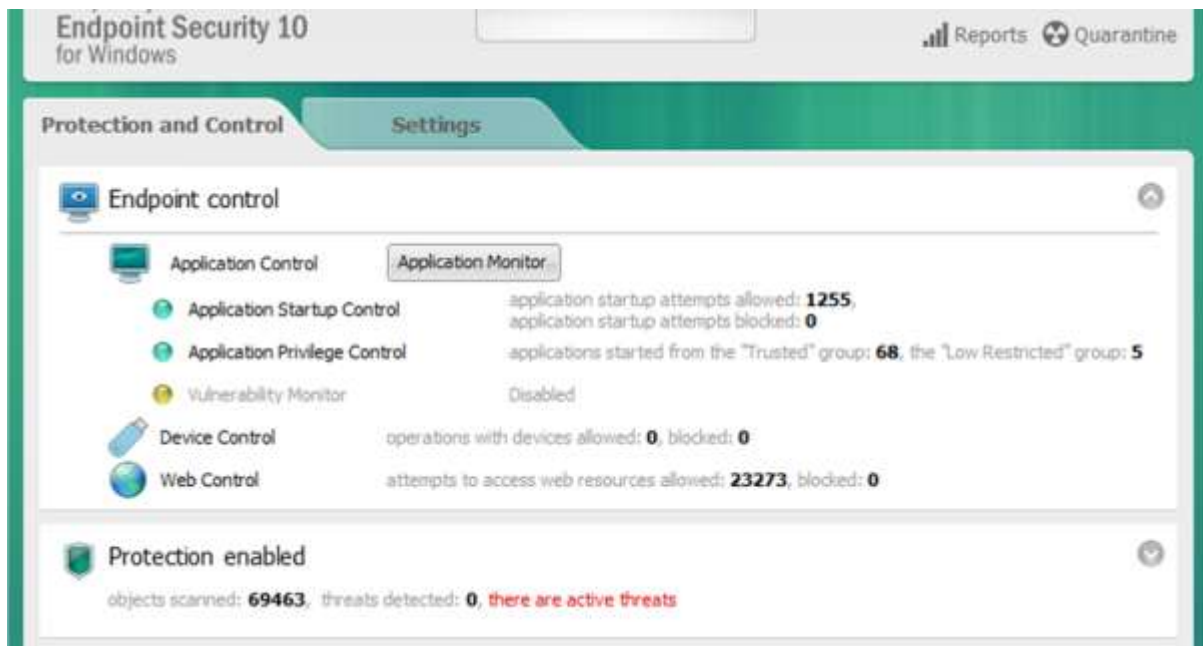 Endpoint Security 10
for Windows
Reports Quarantine
Protection and Control Settings
Endpoint control
Application Control Application Monitor
Application Startup Control application startup attempts allowed: 1255,
application startup attempts blocked: 0
Application Privilege Control applications started from the "Trusted" group: 68, the "Low Restricted" group: 5
Vulnerability Monitor Disabled
Device Control operations with devices allowed: 0, blocked: 0
Web Control attempts to access web resources allowed: 23273, blocked: 0
Protection enabled
objects scanned: 69463, threats detected: 0, there are active threats